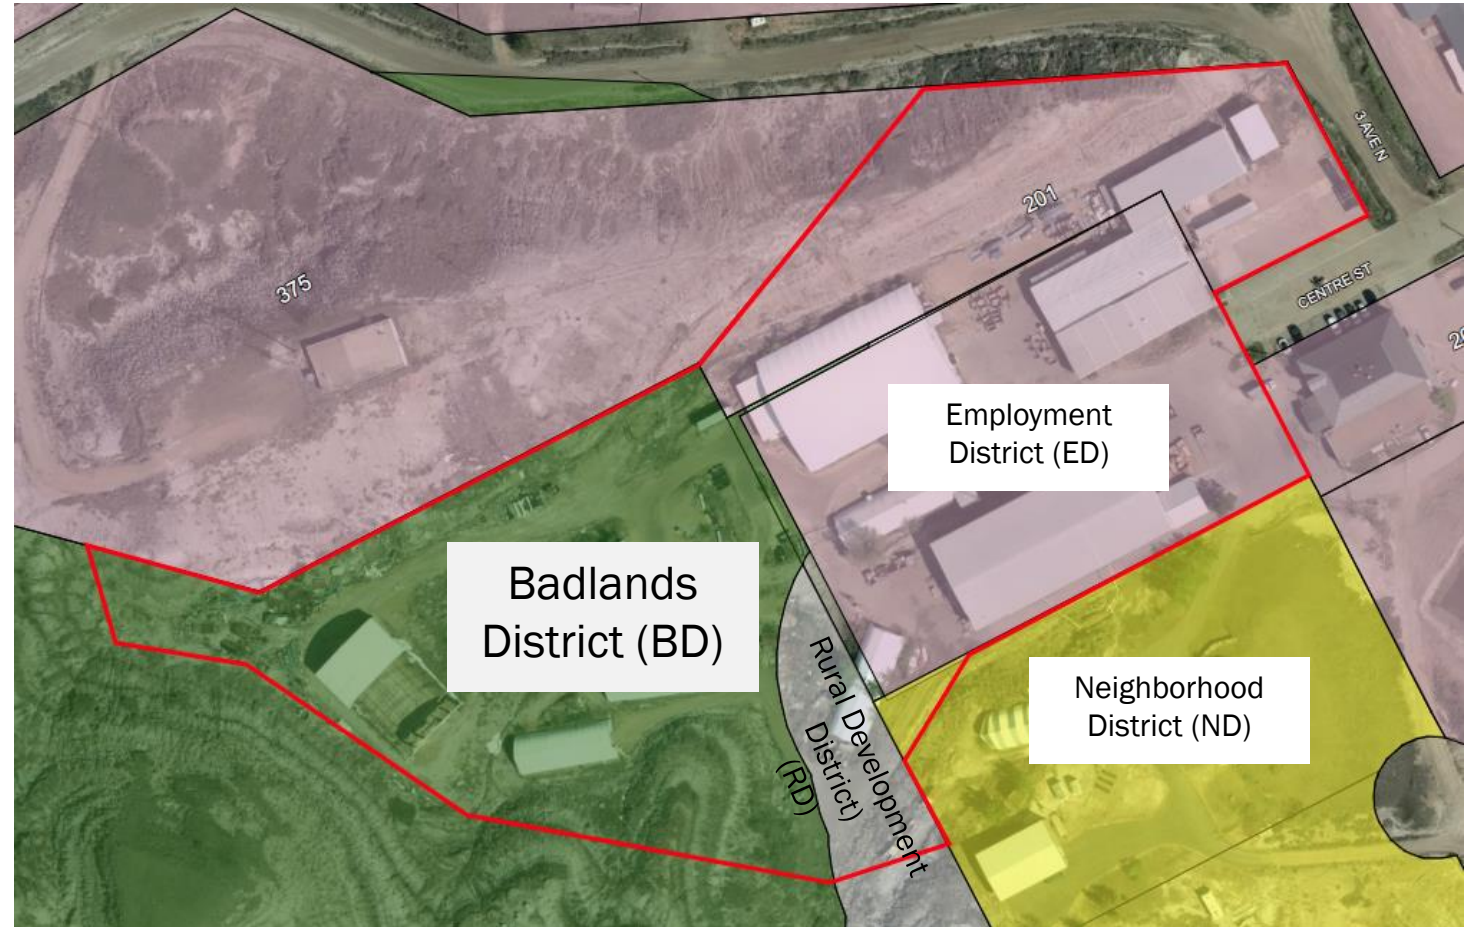 3 AVE N
201
CENTRE ST
375
Employment
District (ED)
Badlands
District (BD)
Rural Development
District)
(RD)
Neighborhood
District (ND)